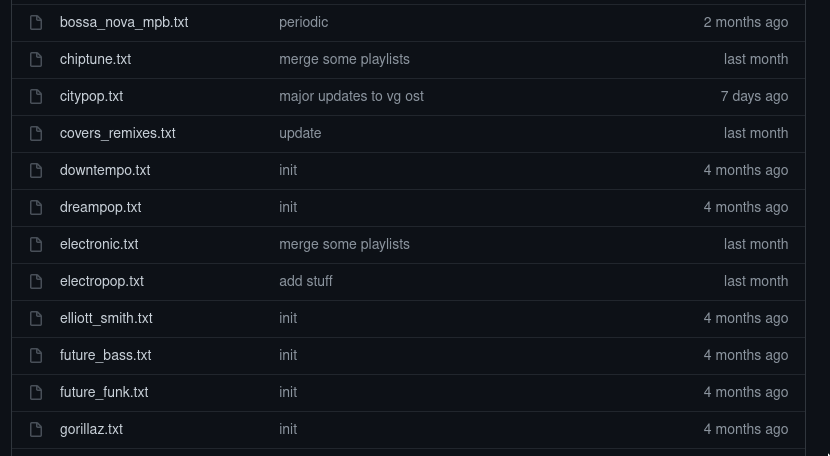 bossa_nova_mpb.txt periodic 2 months ago
chiptune.txt merge some playlists last month
citypop.txt major updates to vg ost 7 days ago
covers_remixes.txt update last month
downtempo.txt init 4 months ago
dreampop.txt init 4 months ago
electronic.txt merge some playlists last month
electropop.txt add stuff last month
elliott_smith.txt init 4 months ago
future_bass.txt init 4 months ago
future_funk.txt init 4 months ago
gorillaz.txt init 4 months ago